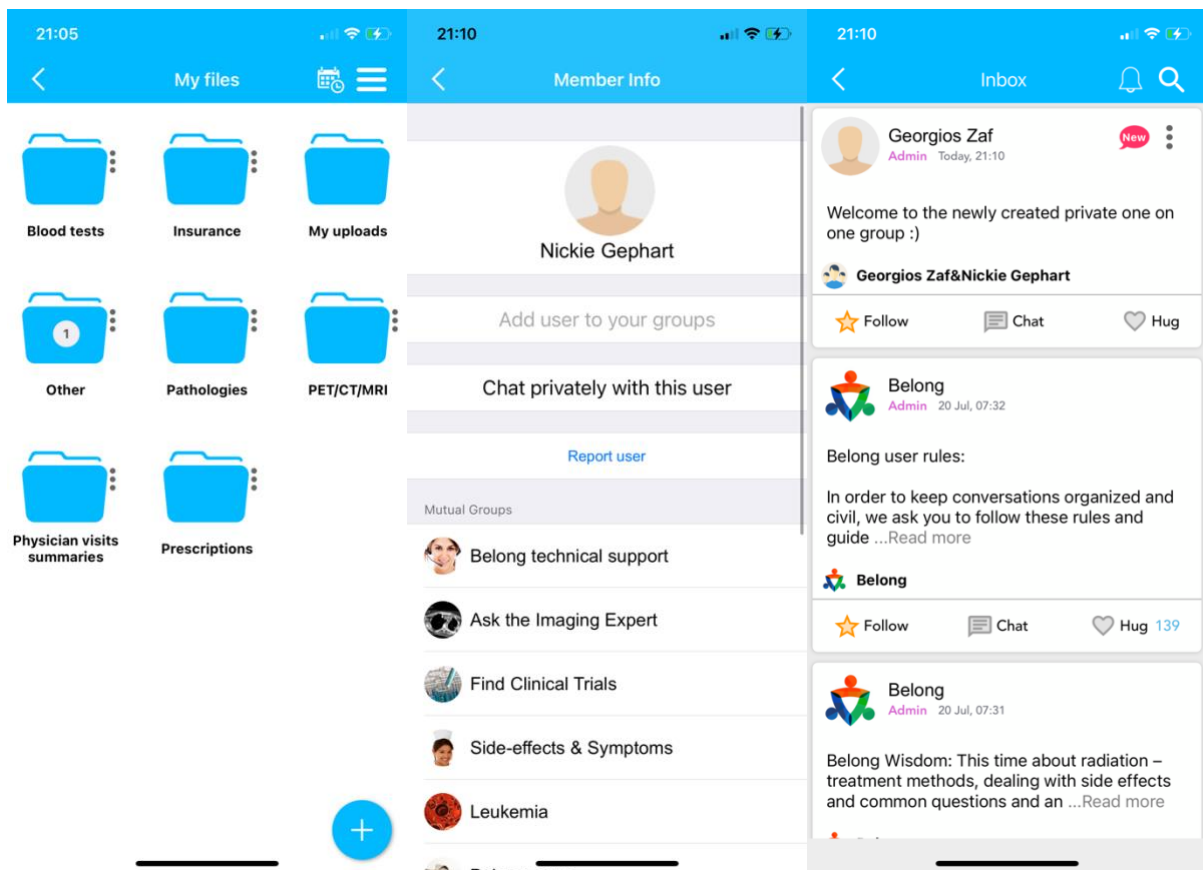 21:05
My files
Blood tests
Insurance
My uploads
1
Other
Pathologies
PET/CT/MRI
Physician visits
summaries
Prescriptions
21:10
Member Info
Nickie Gephart
Add user to your groups
Chat privately with this user
Report user
Mutual Groups
Belong technical support
Ask the Imaging Expert
Find Clinical Trials
Side-effects & Symptoms
Leukemia
21:10
Inbox
Georgios Zaf
New
Admin Today, 21:10
Welcome to the newly created private one on
one group :)
Georgios Zaf&Nickie Gephart
Follow Chat Hug
Belong
Admin 20 Jul, 07:32
Belong user rules:
In order to keep conversations organized and
civil, we ask you to follow these rules and
guide ...Read more
Belong
Follow Chat Hug 139
Belong
Admin 20 Jul, 07:31
Belong Wisdom: This time about radiation –
treatment methods, dealing with side effects
and common questions and an ...Read more